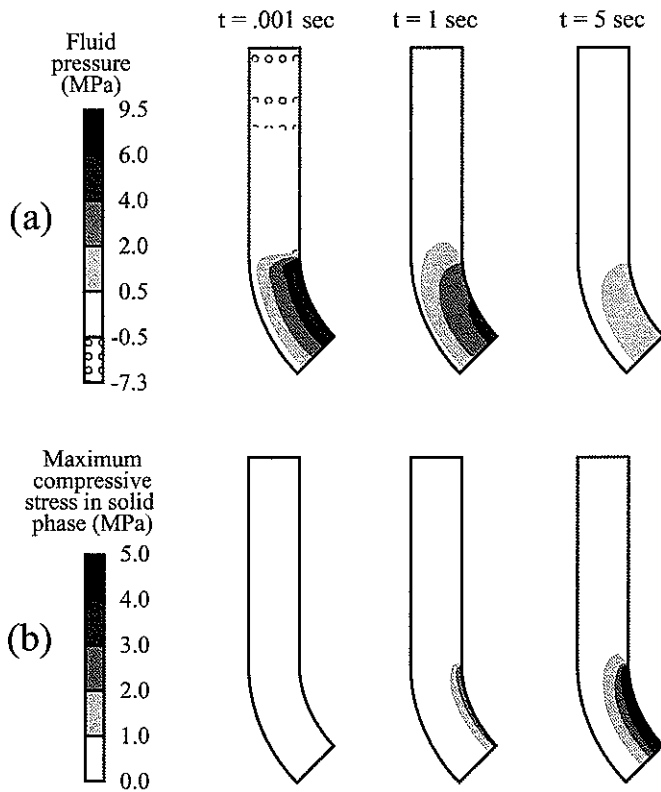 t = .001 sec
t = 1 sec
t = 5 sec
Fluid
pressure
(MPa)
9.5
6.0
4.0
2.0
0.5
-0.5
-7.3
(a)
Maximum
compressive
stress in solid
phase (MPa)
5.0
4.0
3.0
2.0
1.0
0.0
(b)